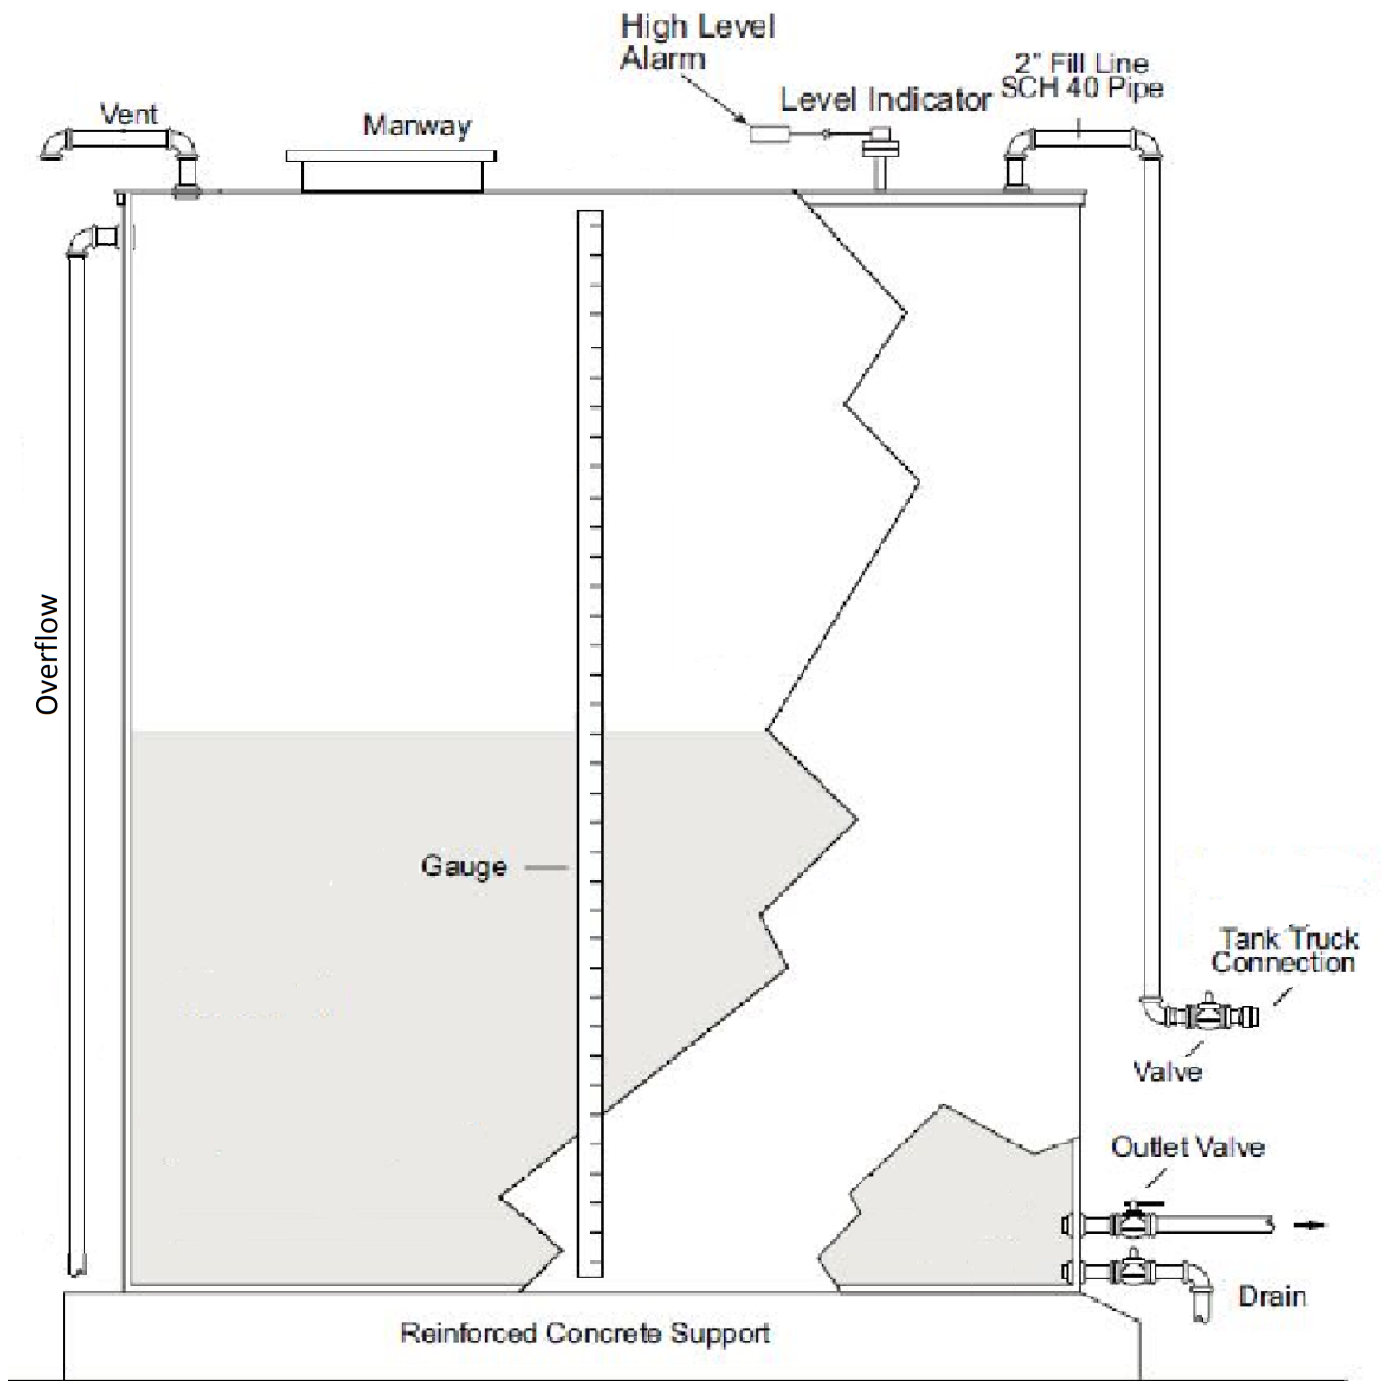 High Level
Alarm
2" Fill Line
SCH 40 Pipe
Level Indicator
Vent
Manway
Overflow
Gauge
Tank Truck
Connection
Valve
Outlet Valve
Drain
Reinforced Concrete Support